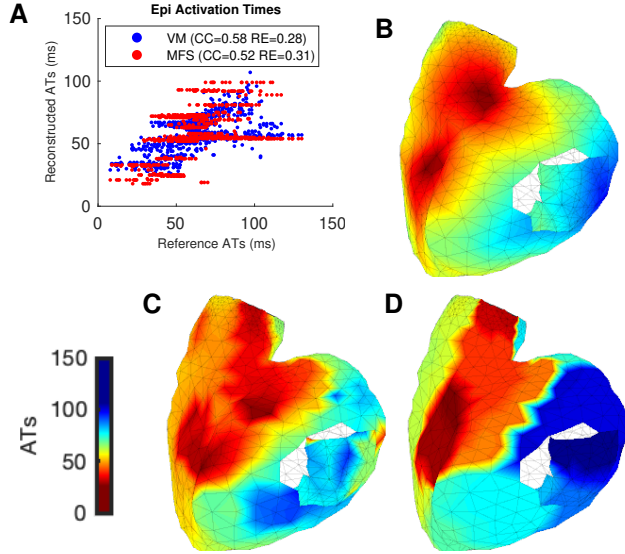 A
Epi Activation Times
VM (CC=0.58 RE=0.28)
MFS (CC=0.52 RE=0.31)
Reconstructed ATs (ms)
150
100
50
0
0
50
100
150
Reference ATs (ms)
B
C
D
ATs
150
100
50
0